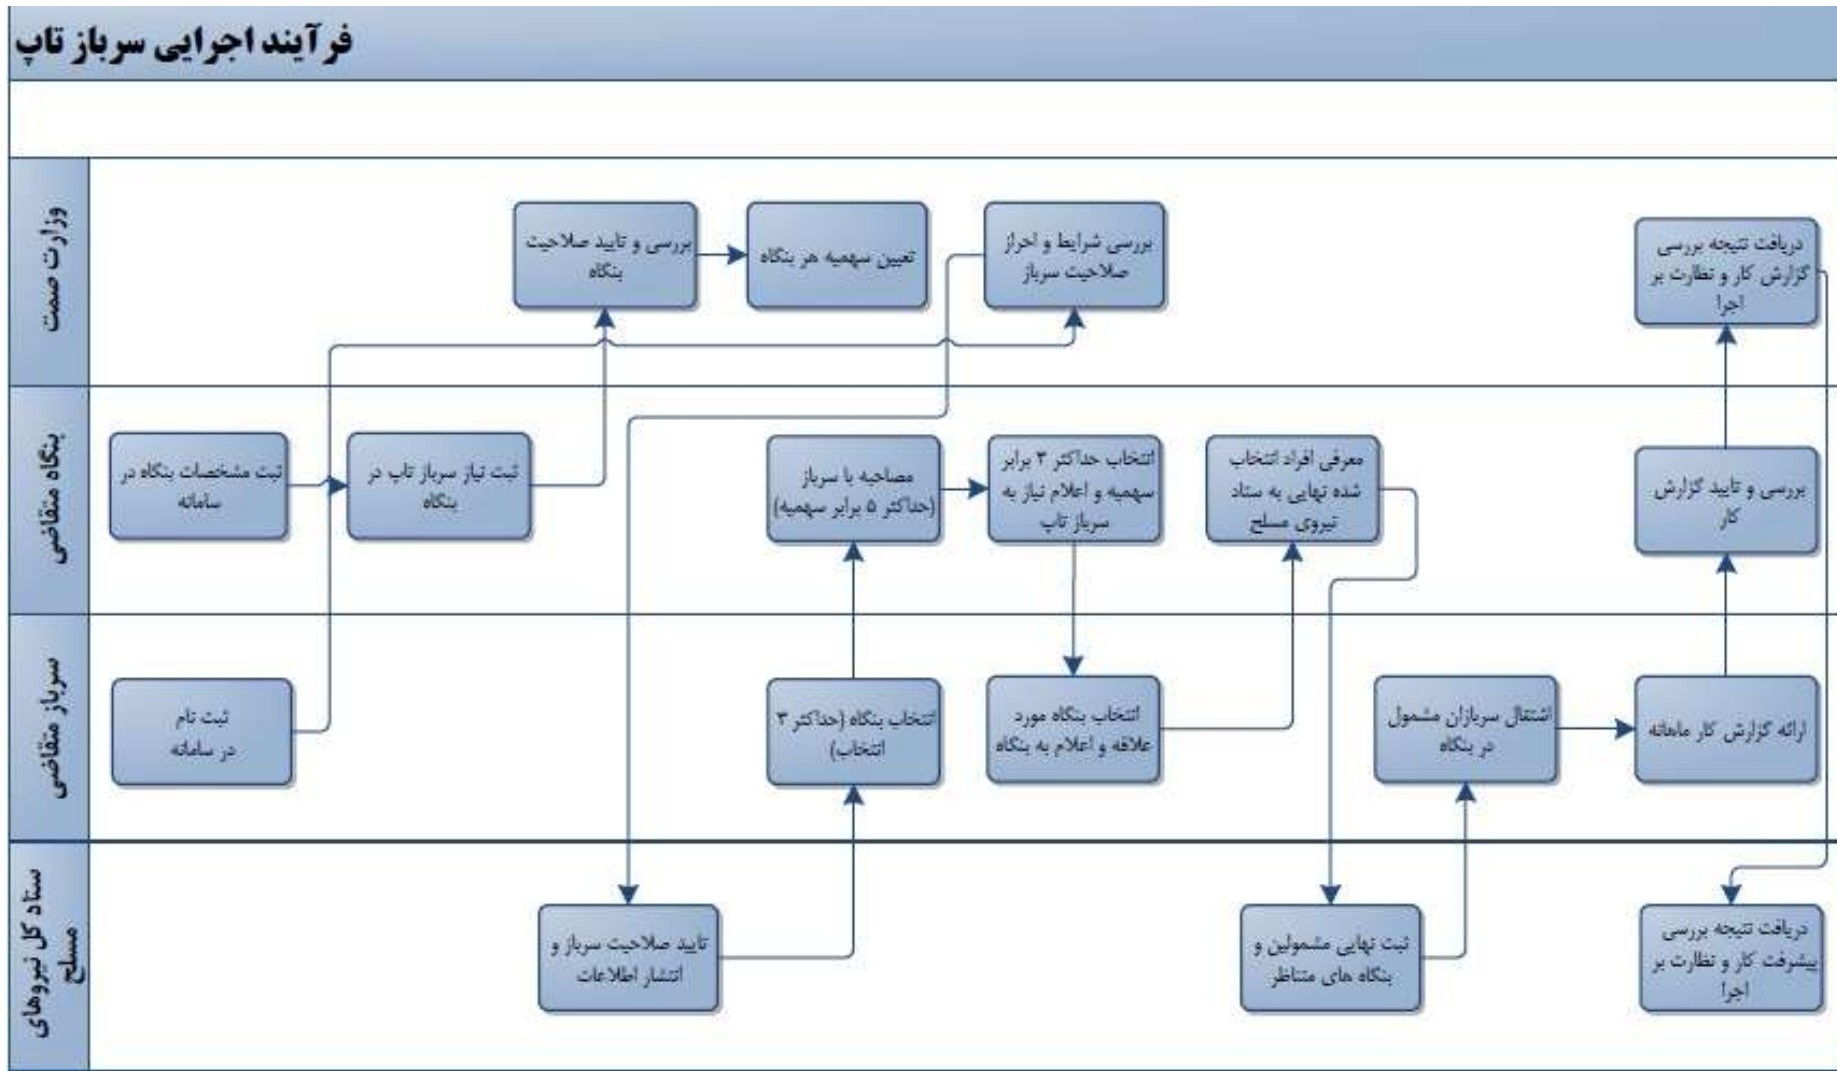 فرآیند اجرایی سرباز تاپ
وزارت صمت
بررسی و تایید صلاحیت
بنگاه
تعیین سهمیه هر بنگاه
بررسی شرایط و احراز
صلاحیت سرباز
دریافت نتیجه بررسی
گزارش کار و نظارت بر
اجرا
بنگاه متقاضی
ثبت مشخصات بنگاه در
سامانه
ثبت نیاز سرباز تاپ در
بنگاه
مصاحبه با سرباز
(حداکثر ۵ برابر سهمیه)
انتخاب حداکثر ۳ برابر
سهمیه و اعلام نیاز به
سرباز تاپ
معرفی افراد انتخاب
شده نهایی به ستاد
نیروی مسلح
بررسی و تایید گزارش
کار
سرباز متقاضی
ثبت نام
در سامانه
انتخاب بنگاه (حداکثر ۳
انتخاب)
انتخاب بنگاه مورد
علاقه و اعلام به بنگاه
اشتغال سربازان مشمول
در بنگاه
ارائه گزارش کار ماهانه
ستاد کل نیروهای
مسلح
تایید صلاحیت سرباز و
انتشار اطلاعات
ثبت نهایی مشمولین و
بنگاه های متناظر
دریافت نتیجه بررسی
پیشرفت کار و نظارت بر
اجرا